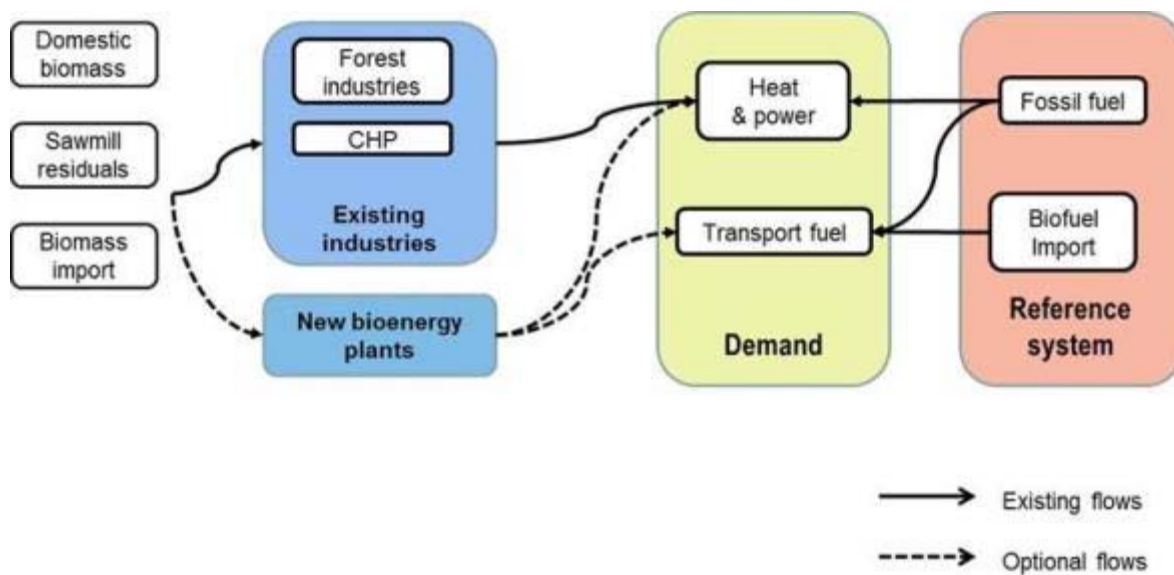 Domestic
biomass
Sawmill
residuals
Biomass
import
Forest
industries
CHP
Existing
industries
New bioenergy
plants
Heat
& power
Transport fuel
Demand
Fossil fuel
Biofuel
Import
Reference
system
Existing flows
Optional flows